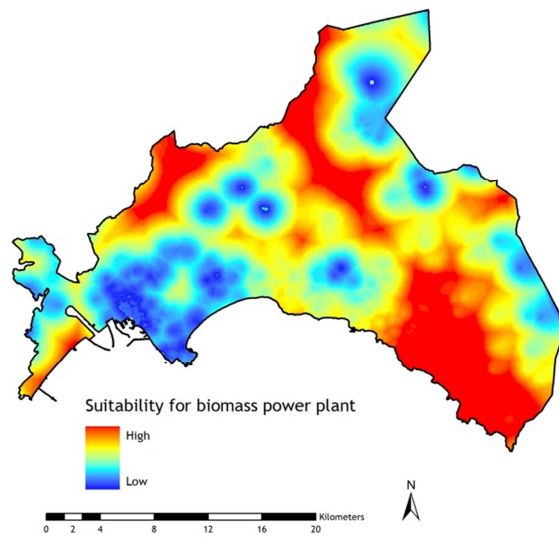 Suitability for biomass power plant
High
Low
N
Kilometers
0 2 4 8 12 16 20